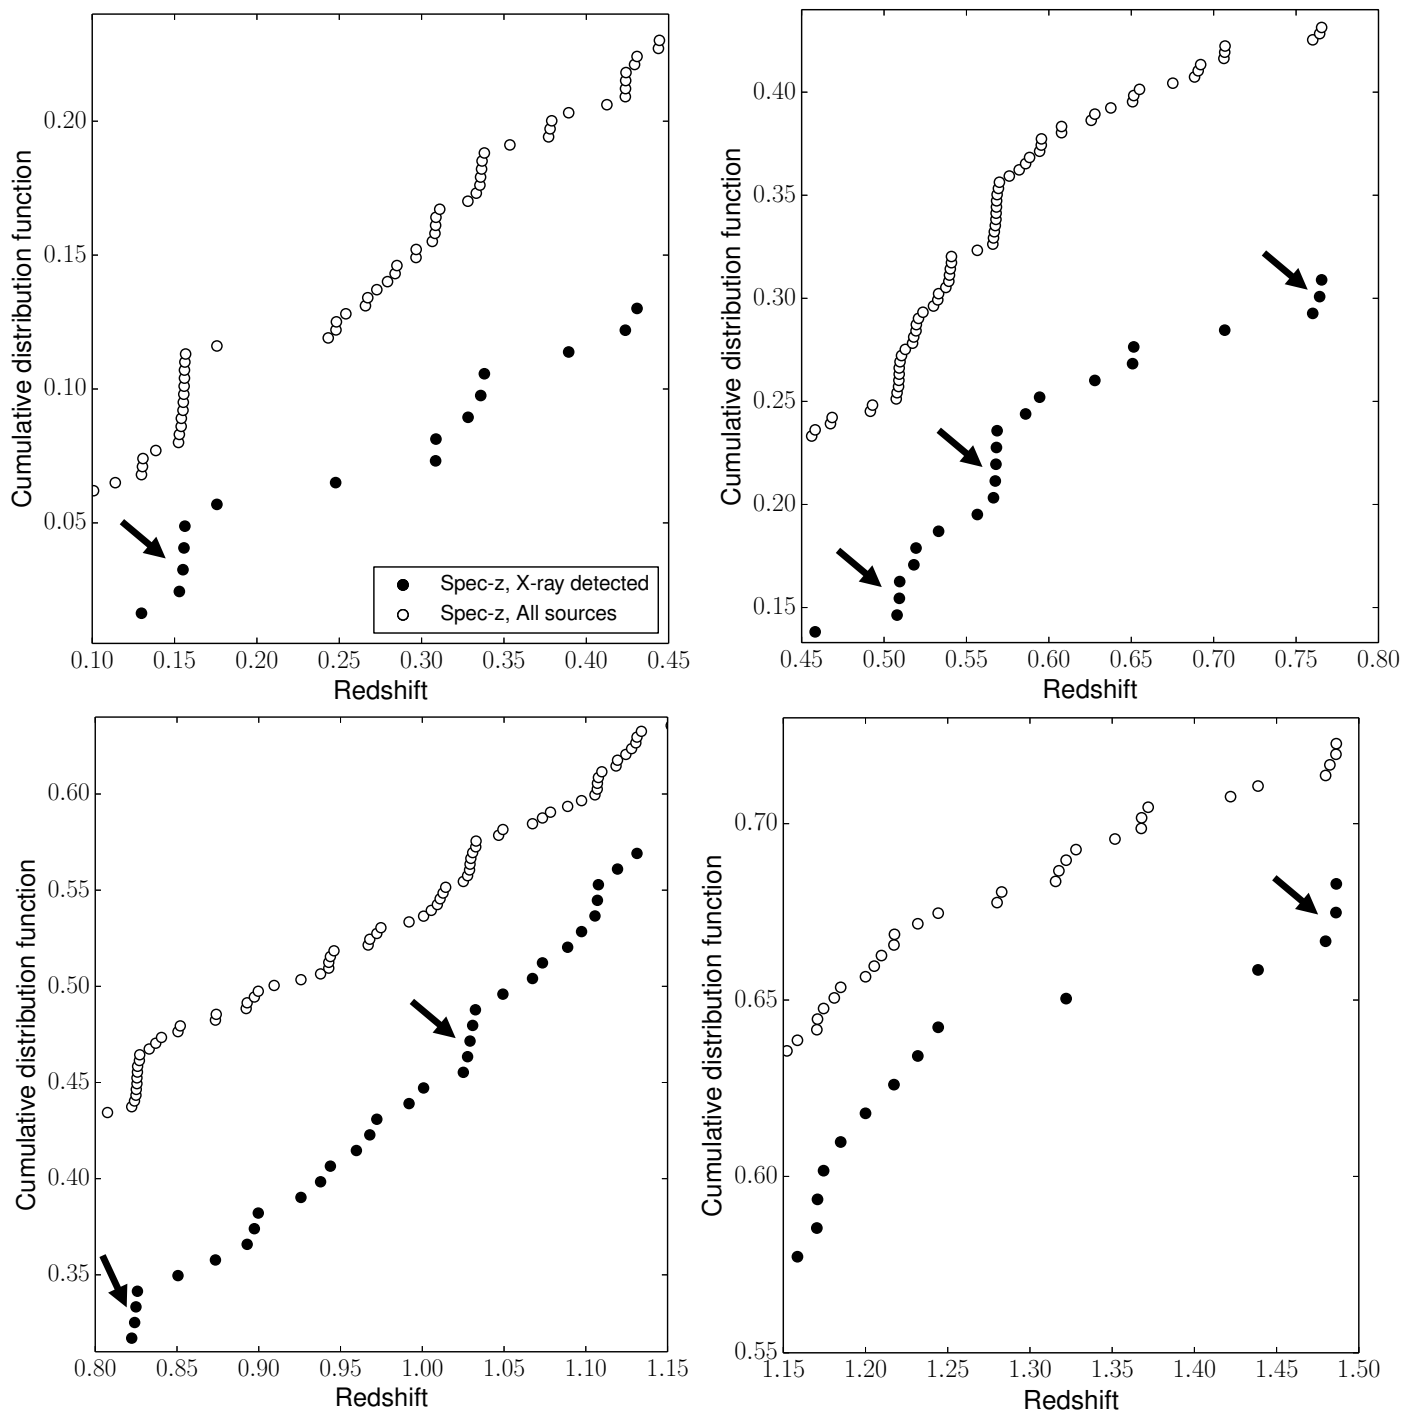 Cumulative distribution function
0.20
0.15
0.10
0.05
Spec-z, X-ray detected
Spec-z, All sources
0.10 0.15 0.20 0.25 0.30 0.35 0.40 0.45
Redshift
Cumulative distribution function
0.40
0.35
0.30
0.25
0.20
0.15
0.45 0.50 0.55 0.60 0.65 0.70 0.75 0.80
Redshift
Cumulative distribution function
0.60
0.55
0.50
0.45
0.40
0.35
0.80 0.85 0.90 0.95 1.00 1.05 1.10 1.15
Redshift
Cumulative distribution function
0.70
0.65
0.60
0.55
1.15 1.20 1.25 1.30 1.35 1.40 1.45 1.50
Redshift